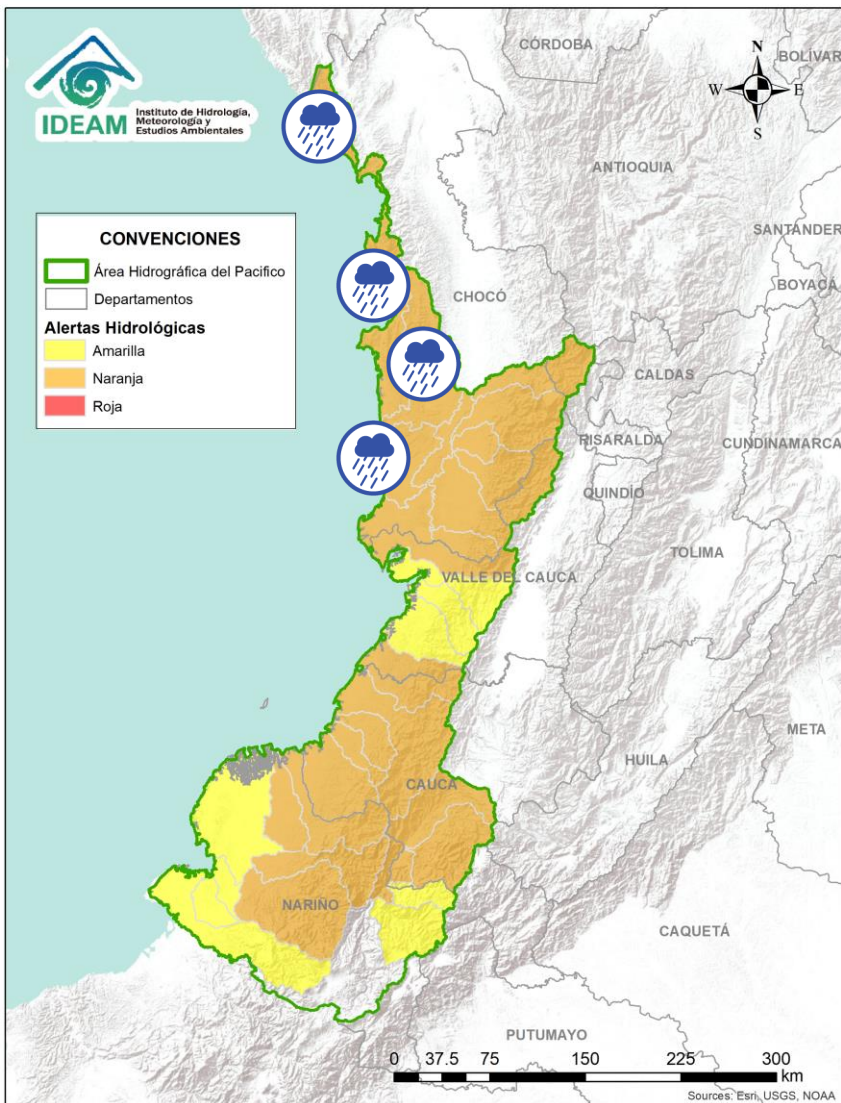 IDEAM
Instituto de Hidrología,
Meteorología y
Estudios Ambientales
CÓRDOBA
BOLÍVAR
N
W
E
S
ANTIOQUIA
SANTANDER
BOYACÁ
CONVENCIONES
Área Hidrográfica del Pacifico
Departamentos
Alertas Hidrológicas
Amarilla
Naranja
Roja
CHOCÓ
CALDAS
RISARALDA
CUNDINAMARCA
QUINDÍO
TOLIMA
VALLE DEL CAUCA
META
HUILA
CAUCA
NARIÑO
CAQUETÁ
PUTUMAYO
0 37.5 75 150 225 300
km
Sources: Esri, USGS, NOAA